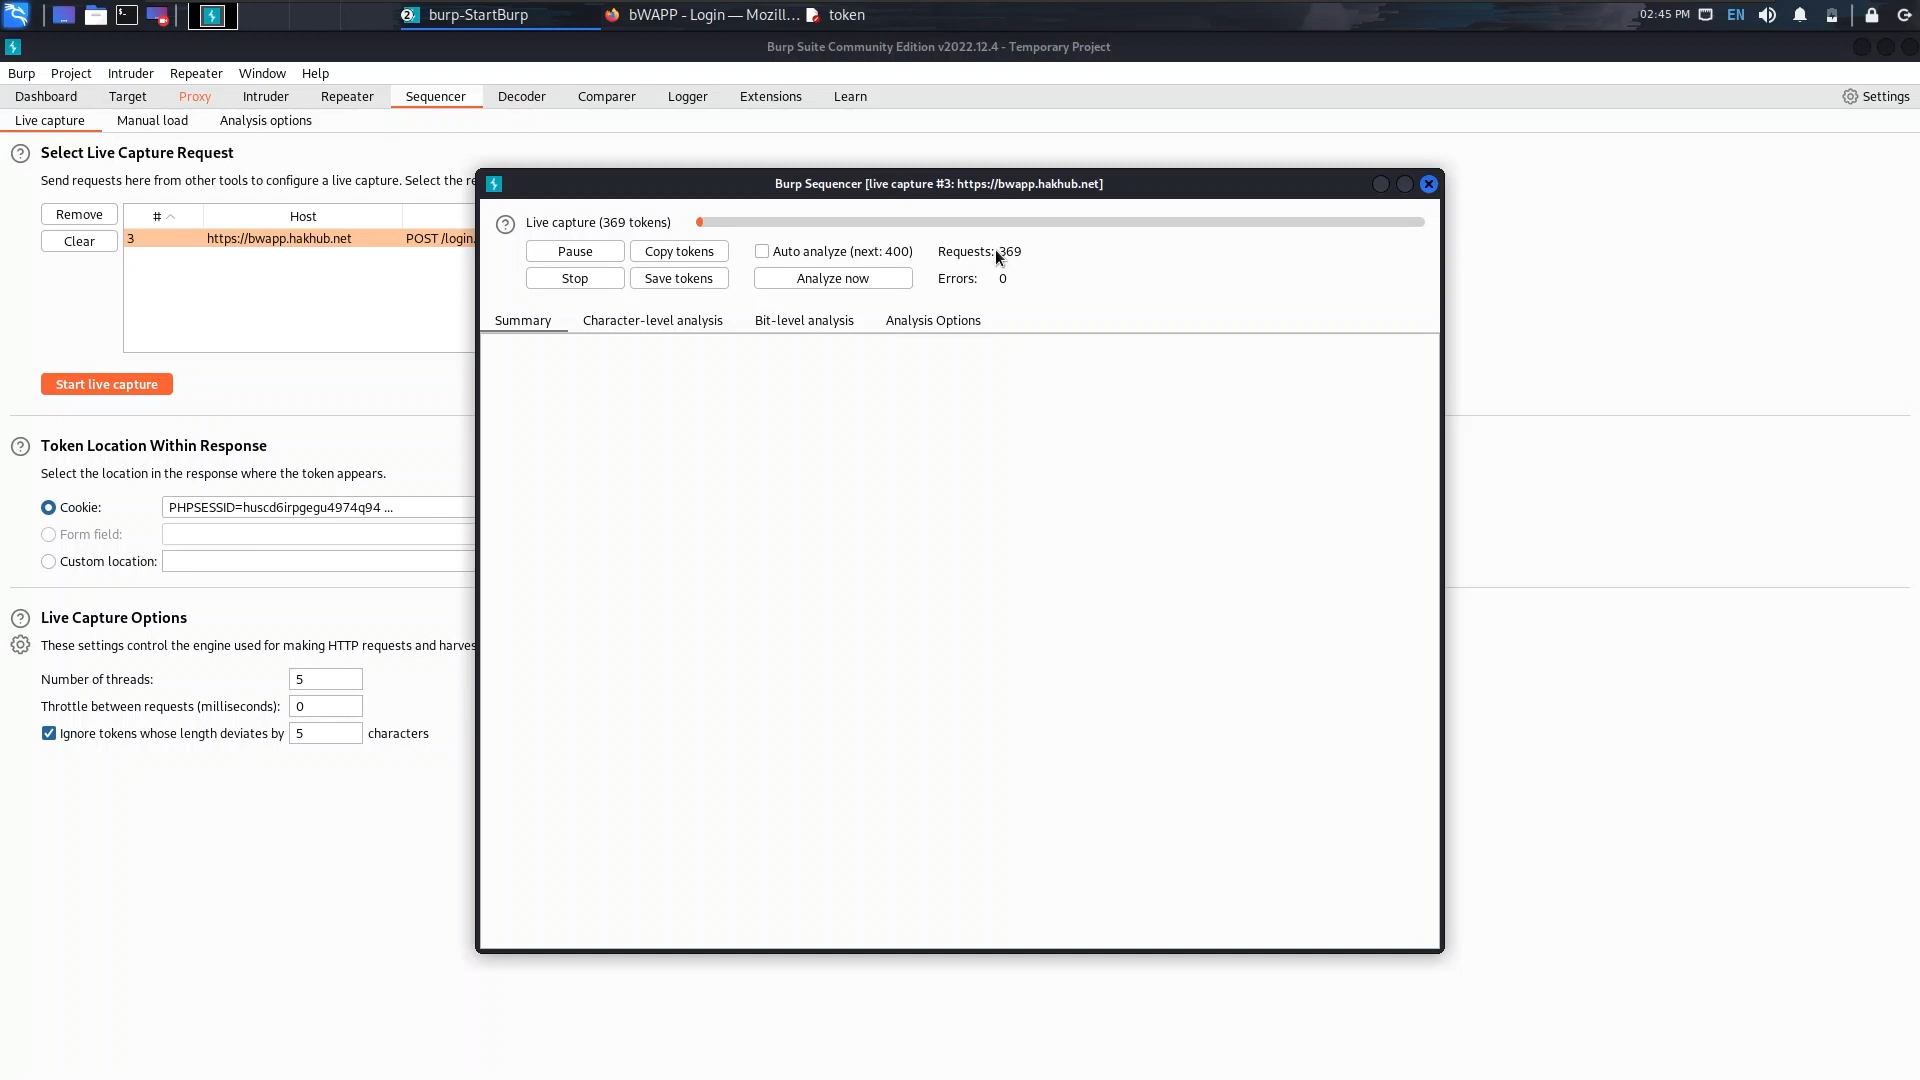 burp-StartBurp
bWAPP - Login — Mozill...
token
02:45 PM
EN
Burp Suite Community Edition v2022.12.4 - Temporary Project
Burp Project Intruder Repeater Window Help
Dashboard Target Proxy Intruder Repeater Sequencer Decoder Comparer Logger Extensions Learn Settings
Live capture Manual load Analysis options
Select Live Capture Request
Send requests here from other tools to configure a live capture. Select the re
Remove
Clear
# Host
3 https://bwapp.hakhub.net POST /login.
Start live capture
Token Location Within Response
Select the location in the response where the token appears.
Cookie: PHPSESSID=huscd6irpgegu4974q94 ...
Form field:
Custom location:
Live Capture Options
These settings control the engine used for making HTTP requests and harves
Number of threads: 5
Throttle between requests (milliseconds): 0
Ignore tokens whose length deviates by 5 characters
Burp Sequencer [live capture #3: https://bwapp.hakhub.net]
Live capture (369 tokens)
Pause Copy tokens Auto analyze (next: 400) Requests: 369
Stop Save tokens Analyze now Errors: 0
Summary Character-level analysis Bit-level analysis Analysis Options